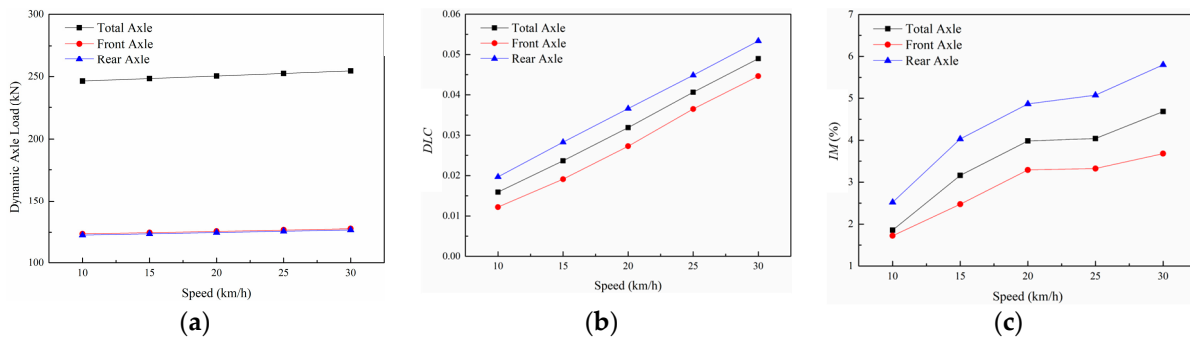 300
250
200
150
100
Dynamic Axle Load (kN)
Total Axle
Front Axle
Rear Axle
10 15 20 25 30
Speed (km/h)
(a)
0.06
0.05
0.04
0.03
0.02
0.01
0.00
DLC
Total Axle
Front Axle
Rear Axle
10 15 20 25 30
Speed (km/h)
(b)
7
6
5
4
3
2
1
IM (%)
Total Axle
Front Axle
Rear Axle
10 15 20 25 30
Speed (km/h)
(c)